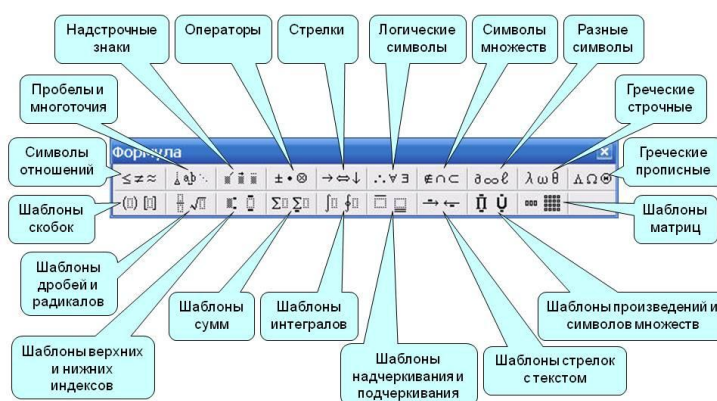 Надстрочные
знаки
Операторы
Стрелки
Логические
символы
Символы
множеств
Разные
символы
Пробелы и
многоточия
Греческие
строчные
Символы
отношений
Формула
Греческие
прописные
≤ ≠ ≈ ± • ⊗ → ⇔ ↓ ∴ ∀ ∃ ∉ ∩ ⊂ ∂ ∞ ℓ λ ω θ Λ Ω Θ
Шаблоны
скобок
Шаблоны
матриц
Шаблоны
дробей и
радикалов
Шаблоны
сумм
Шаблоны
интегралов
Шаблоны произведений и
символов множеств
Шаблоны верхних
и нижних
индексов
Шаблоны
надчеркивания и
подчеркивания
Шаблоны стрелок
с текстом